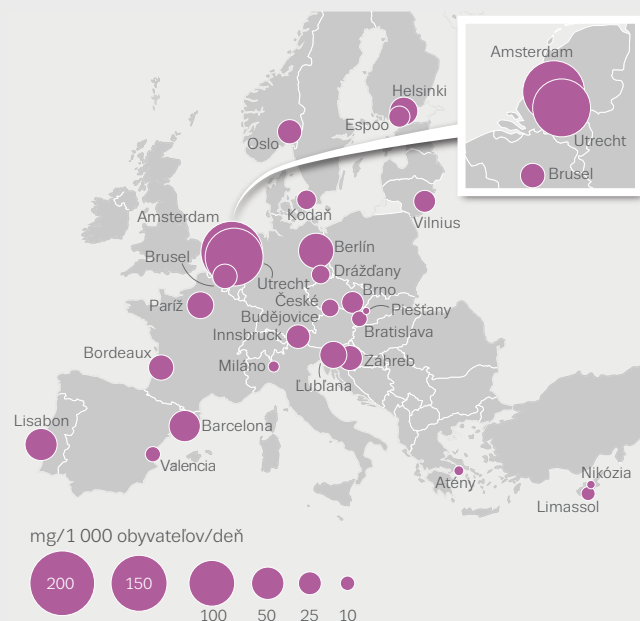 Amsterdam
Utrecht
Brusel
Helsinki
Espoo
Oslo
Kodaň
Vilnius
Amsterdam
Brusel
Utrecht
Berlín
Drážďany
Brno
České
Budějovice
Piešťany
Bratislava
Paríž
Innsbruck
Miláno
Záhreb
Ľubľana
Bordeaux
Lisabon
Barcelona
Valencia
Atény
Nikózia
Limassol
mg/1 000 obyvateľov/deň
200
150
100
50
25
10